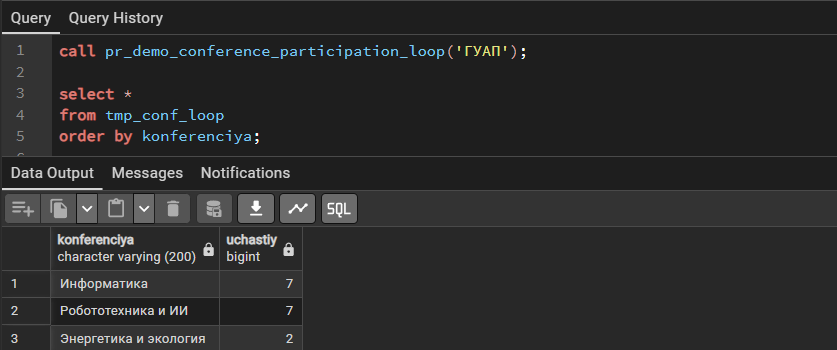 Query Query History
1 call pr_demo_conference_participation_loop('ГУАП');
2
3 select *
4 from tmp_conf_loop
5 order by konferenciya;
Data Output Messages Notifications
SQL
konferenciya uchastiy
character varying (200) bigint
1 Информатика 7
2 Робототехника и ИИ 7
3 Энергетика и экология 2